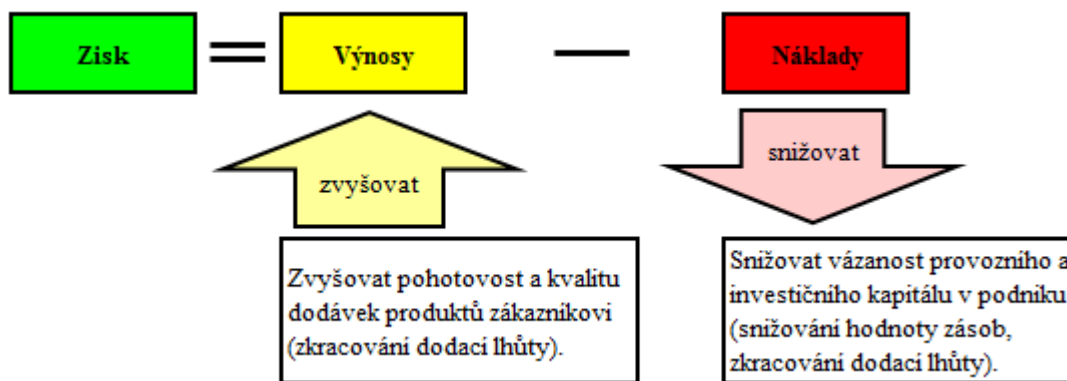 Zisk = Výnosy — Náklady
zvyšovat
snižovat
Zvyšovat pohotovost a kvalitu
dodávek produktů zákazníkovi
(zkracování dodací lhůty).
Snižovat vázanost provozního a
investičního kapitálu v podniku
(snižování hodnoty zásob,
zkracování dodací lhůty).